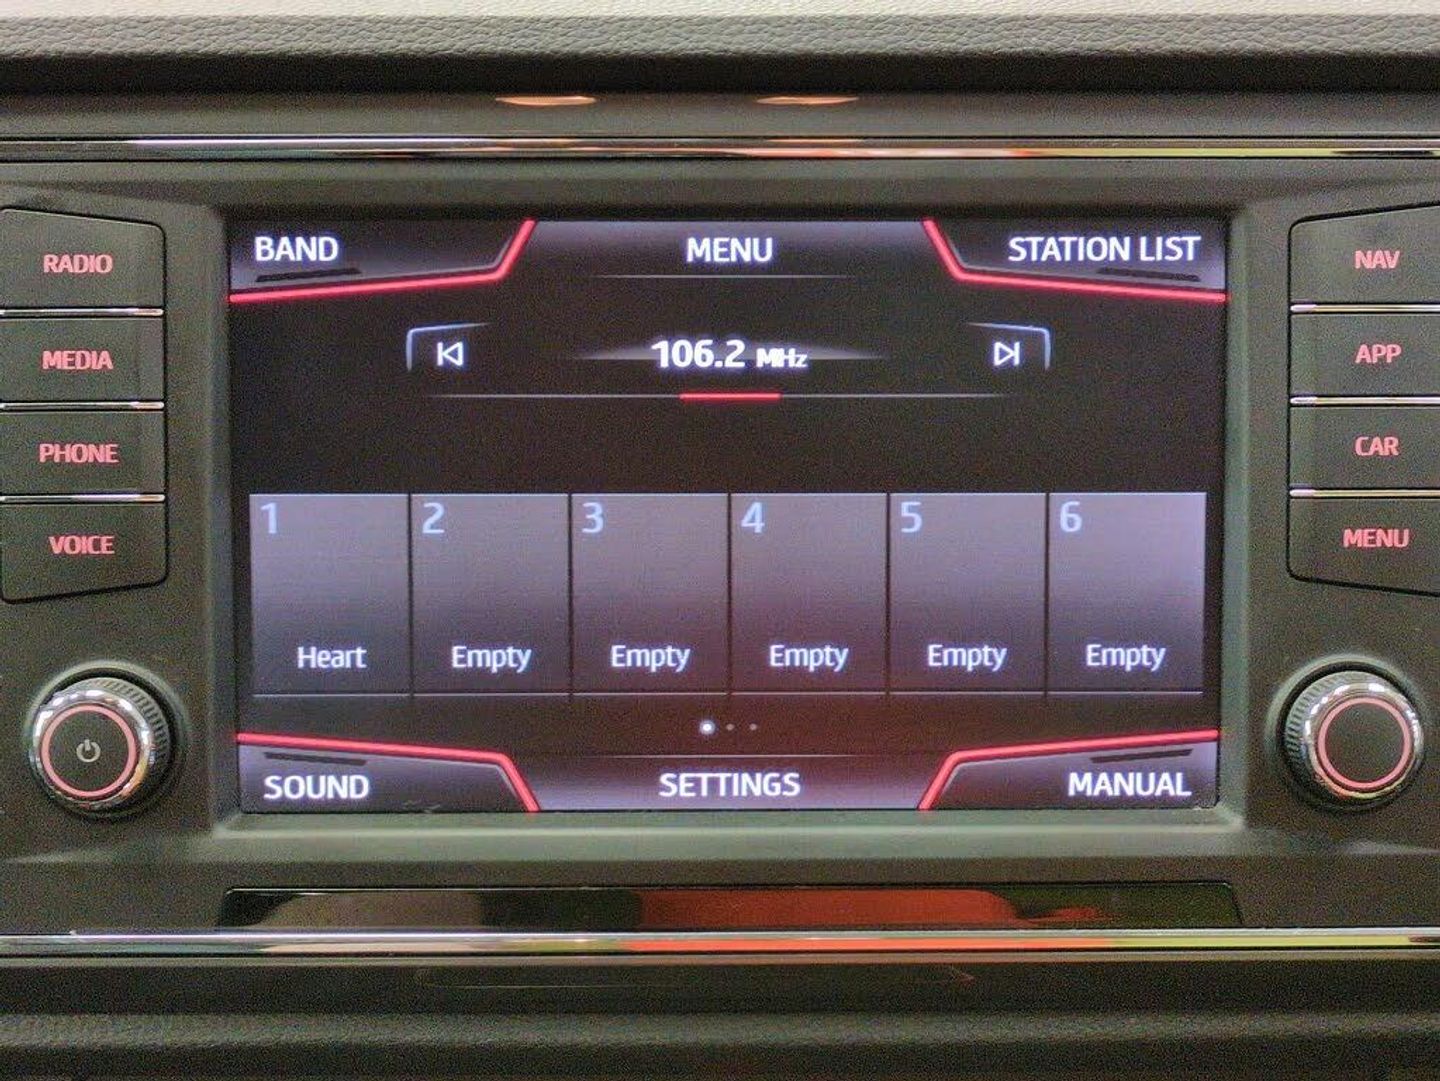 BAND
MENU
STATION LIST
RADIO
NAV
106.2 MHz
MEDIA
APP
PHONE
CAR
1
2
3
4
5
6
VOICE
MENU
Heart
Empty
Empty
Empty
Empty
Empty
SOUND
SETTINGS
MANUAL